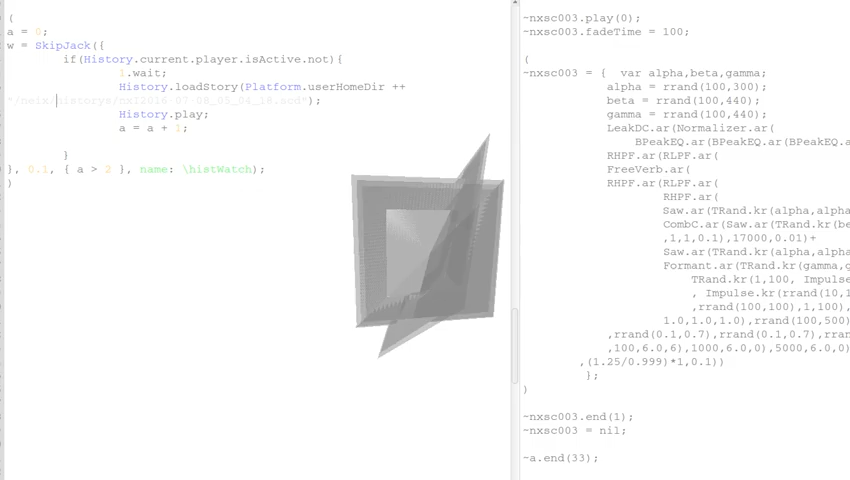 (
a = 0;
w = SkipJack({
if(History.current.player.isActive.not){
1.wait;
History.loadStory(Platform.userHomeDir ++
History.play;
a = a + 1;
}
}, 0.1, { a > 2 }, name: \histWatch);
)
~nxsc003.play(0);
~nxsc003.fadeTime = 100;
(
~nxsc003 = { var alpha,beta,gamma;
alpha = rrand(100,300);
beta = rrand(100,440);
gamma = rrand(100,440);
LeakDC.ar(Normalizer.ar(
BPeakEQ.ar(BPeakEQ.ar(BPeakEQ.a
RHPF.ar(RLPF.ar(
FreeVerb.ar(
RHPF.ar(RLPF.ar(
RHPF.ar(
Saw.ar(TRand.kr(alpha,alpha
CombC.ar(Saw.ar(TRand.kr(be
,1,1,0.1),17000,0.01)+
Saw.ar(TRand.kr(alpha,alpha
Formant.ar(TRand.kr(gamma,g
TRand.kr(1,100, Impulse
, Impulse.kr(rrand(10,1
,rrand(100,100),1,100),
1.0,1.0,1.0),rrand(100,500)
,rrand(0.1,0.7),rrand(0.1,0.7),rran
,100,6.0,6),1000,6.0,0),5000,6.0,0)
,(1.25/0.999)*1,0.1))
};
)
~nxsc003.end(1);
~nxsc003 = nil;
~a.end(33);